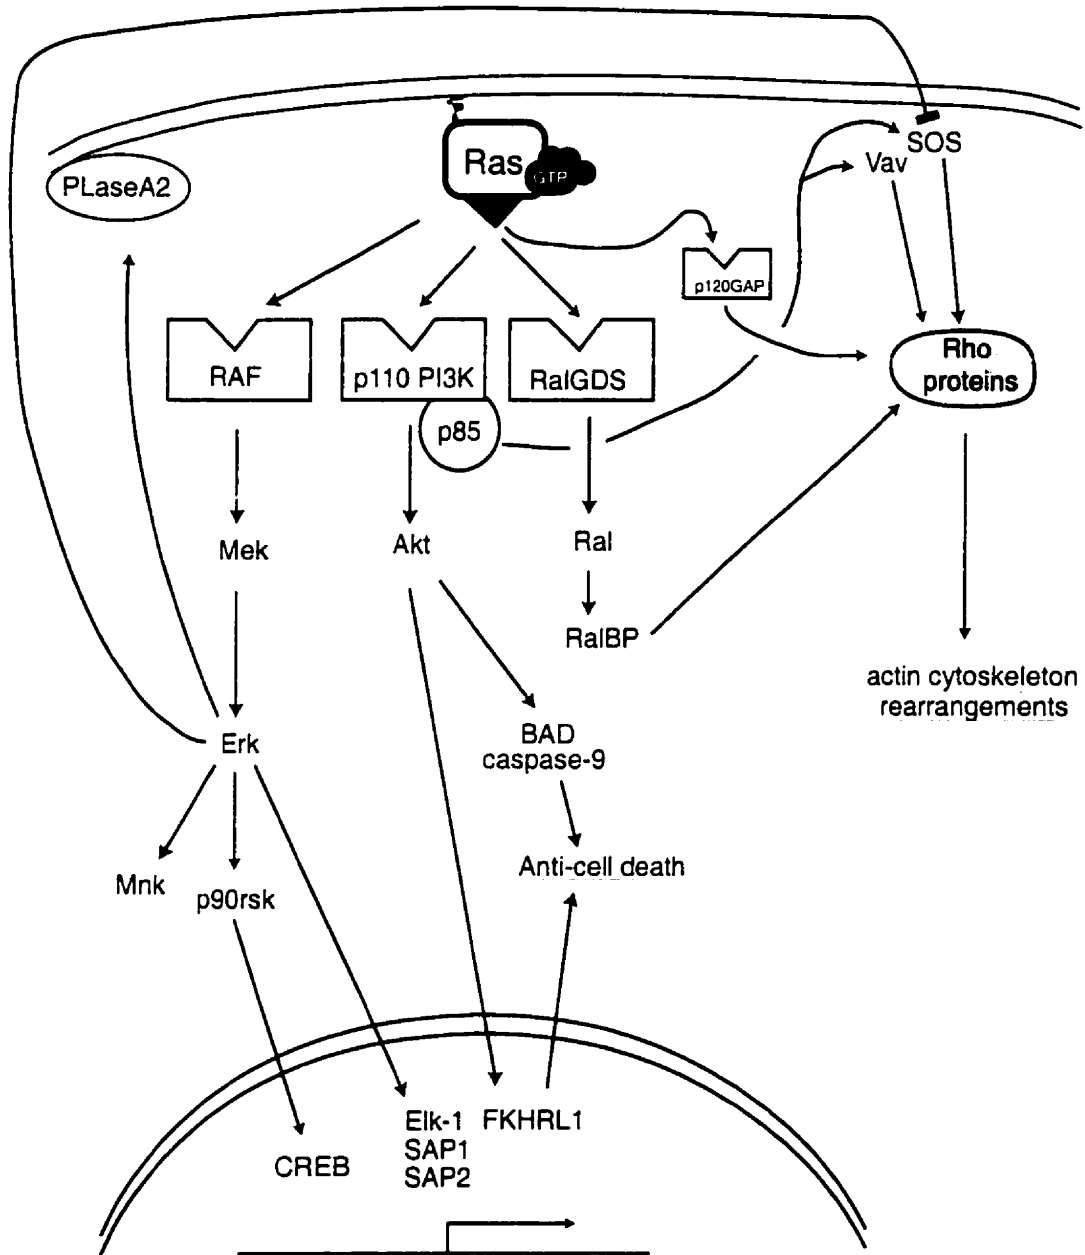 SOS
Vav
Ras
GTP
PLaseA2
p120GAP
RAF
p110 PI3K
RalGDS
Rho
proteins
p85
Mek
Akt
Ral
RalBP
actin cytoskeleton
rearrangements
Erk
BAD
caspase-9
Anti-cell death
Mnk
p90rsk
Elk-1
SAP1
SAP2
FKHRL1
CREB